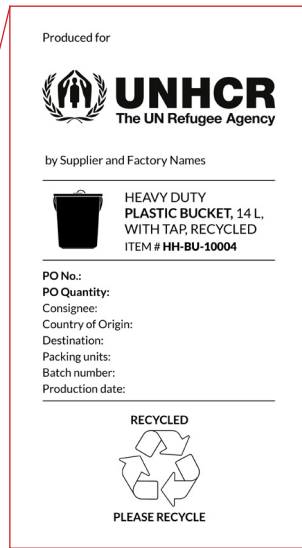 Produced for
UNHCR
The UN Refugee Agency
by Supplier and Factory Names
HEAVY DUTY
PLASTIC BUCKET, 14 L,
WITH TAP, RECYCLED
ITEM # HH-BU-10004
PO No.:
PO Quantity:
Consignee:
Country of Origin:
Destination:
Packing units:
Batch number:
Production date:
RECYCLED
PLEASE RECYCLE